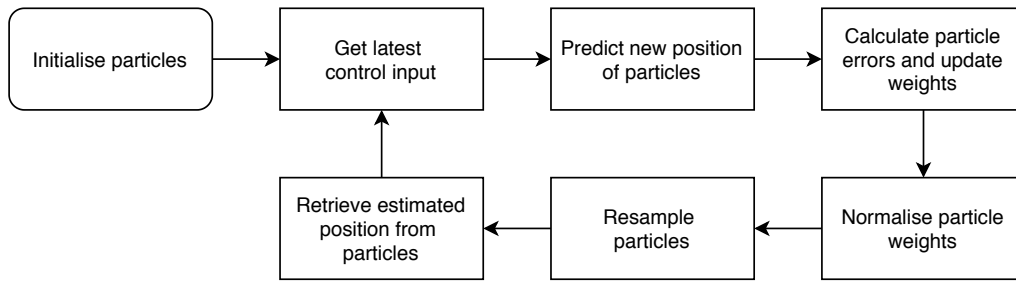 Initialise particles
Get latest
control input
Predict new position
of particles
Calculate particle
errors and update
weights
Normalise particle
weights
Resample
particles
Retrieve estimated
position from
particles